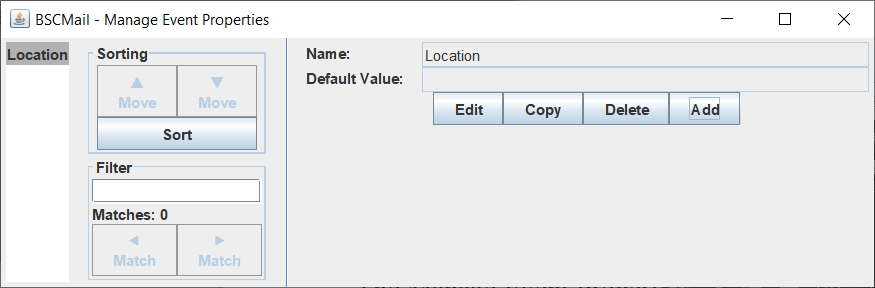 BSCMail - Manage Event Properties
Location
Sorting
Move
Move
Sort
Filter
Matches: 0
Match
Match
Name:
Location
Default Value:
Edit
Copy
Delete
Add